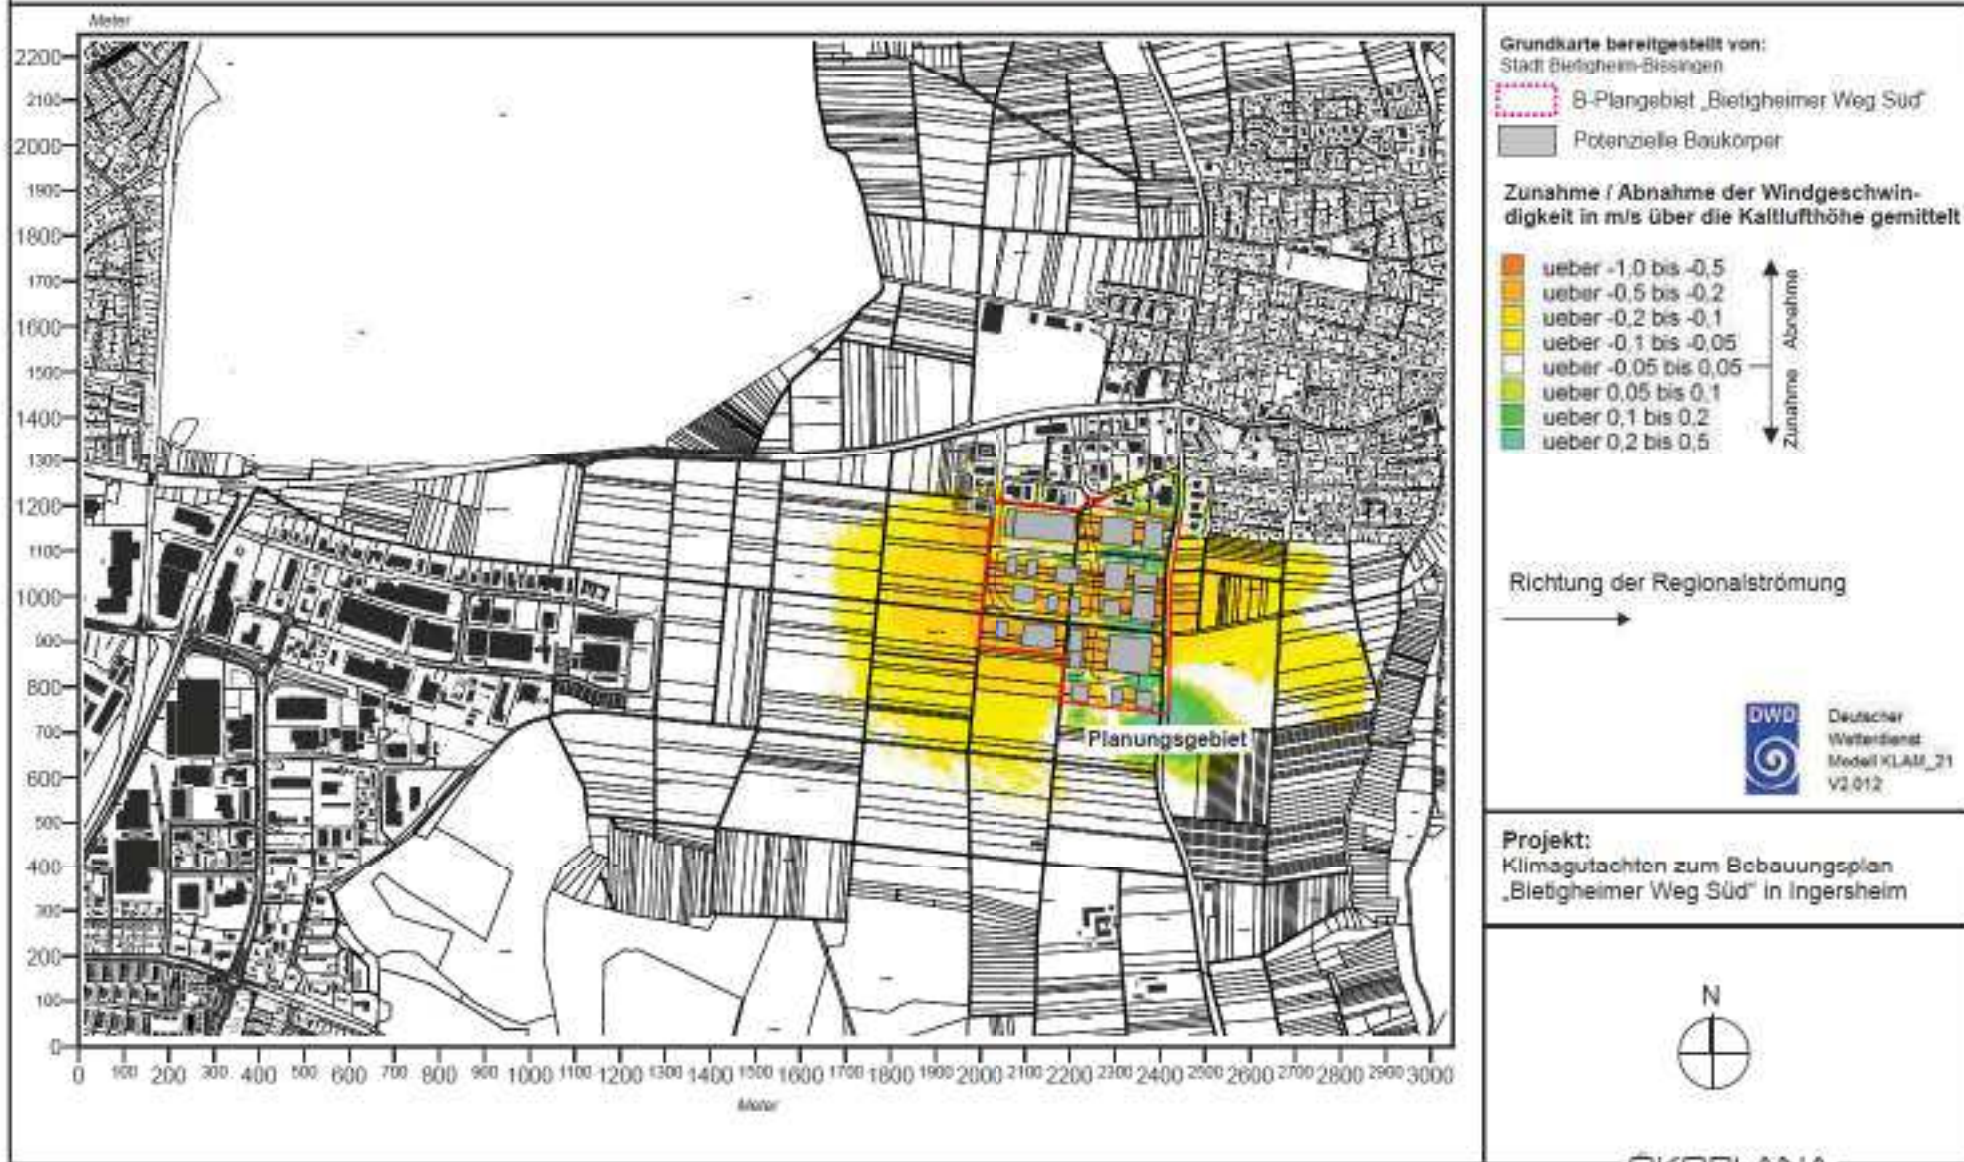 Meter
2200
2100
2000
1900
1800
1700
1600
1500
1400
1300
1200
1100
1000
900
800
700
600
500
400
300
200
100
0
Planungsgebiet
0 100 200 300 400 500 600 700 800 900 1000 1100 1200 1300 1400 1500 1600 1700 1800 1900 2000 2100 2200 2300 2400 2500 2600 2700 2800 2900 3000
Meter
Grundkarte bereitgestellt von:
Stadt Bietigheim-Bissingen
B-Plangebiet „Bietigheimer Weg Süd"
Potenzielle Baukörper
Zunahme / Abnahme der Windgeschwin-
digkeit in m/s über die Kaltlufthöhe gemittelt
ueber -1,0 bis -0,5
ueber -0,5 bis -0,2
ueber -0,2 bis -0,1
ueber -0,1 bis -0,05
ueber -0,05 bis 0,05
ueber 0,05 bis 0,1
ueber 0,1 bis 0,2
ueber 0,2 bis 0,5
Zunahme Abnahme
Richtung der Regionalströmung
DWD
Deutscher
Wetterdienst
Modell KLAM_21
V2.012
Projekt:
Klimagutachten zum Bebauungsplan
„Bietigheimer Weg Süd" in Ingersheim
N